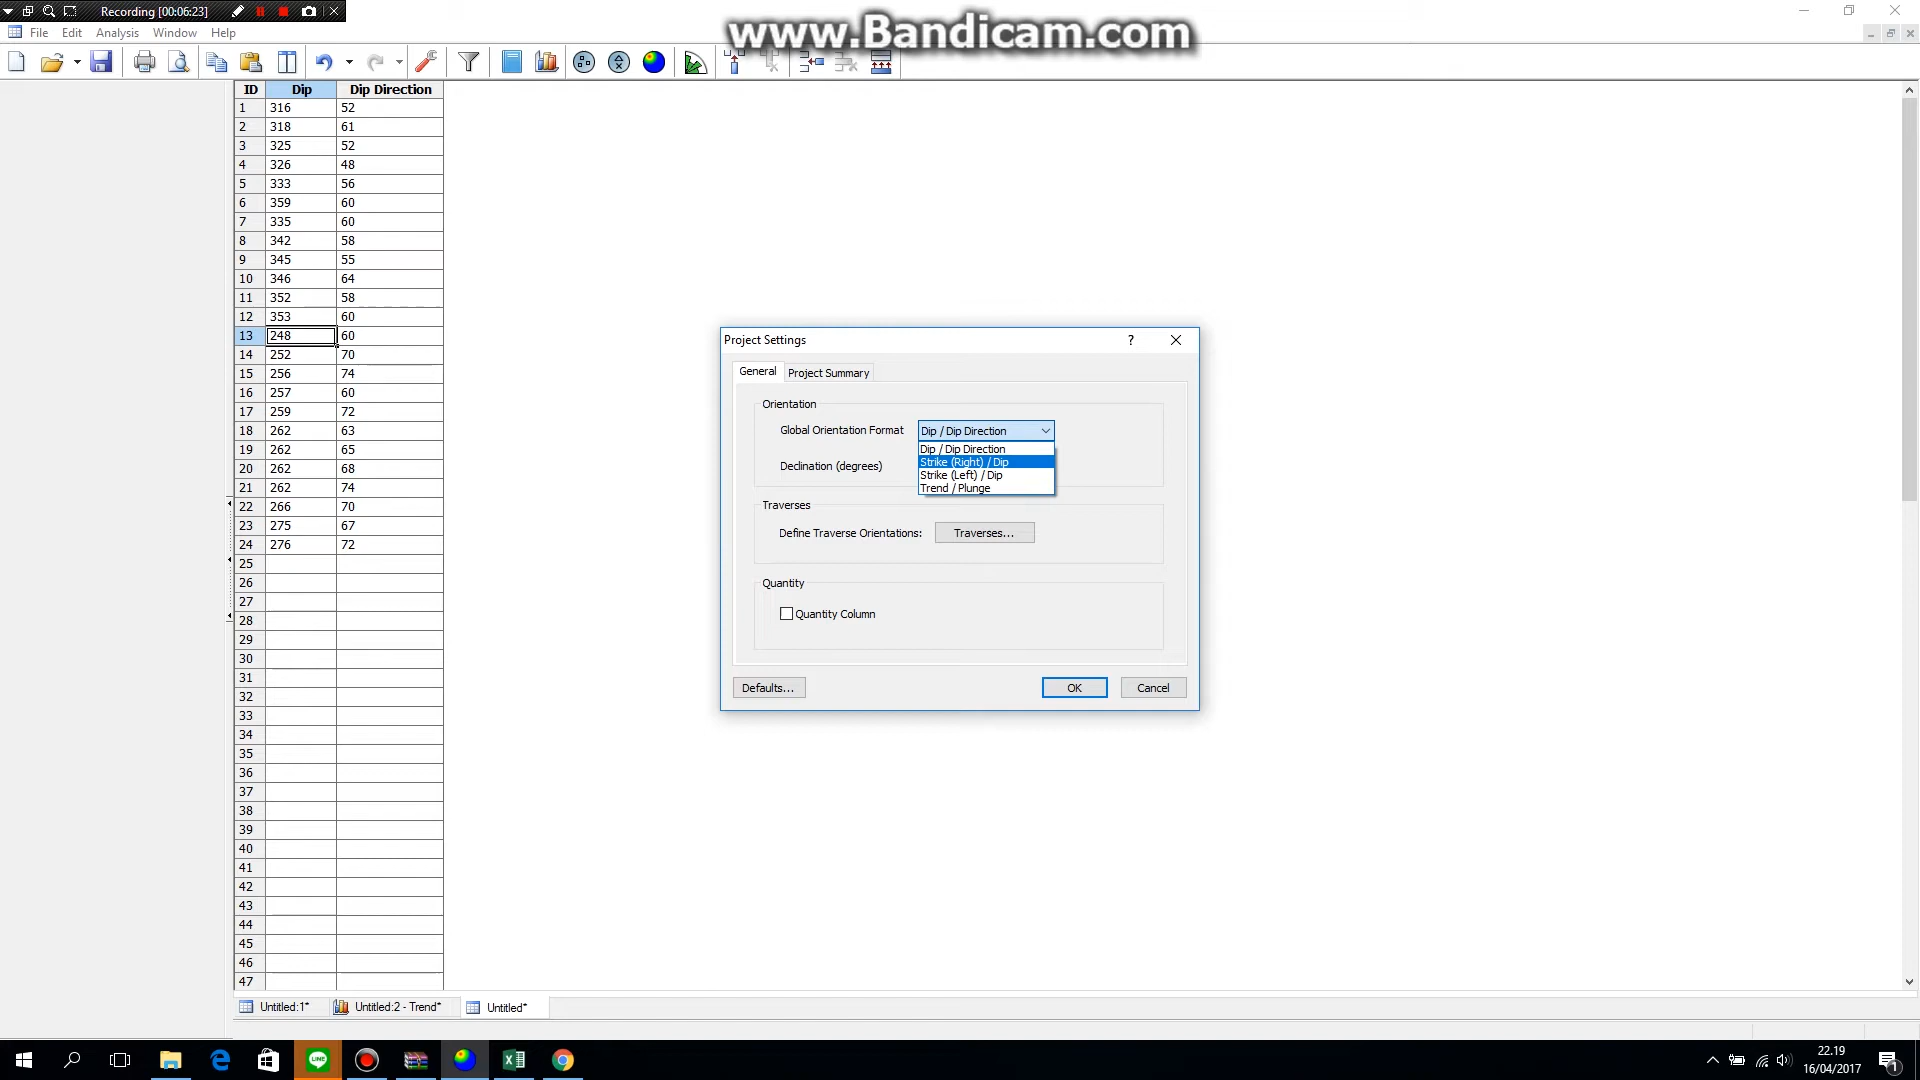 Recording [00:06:23]
www.Bandicam.com
File Edit Analysis Window Help
ID Dip Dip Direction
1 316 52
2 318 61
3 325 52
4 326 48
5 333 56
6 359 60
7 335 60
8 342 58
9 345 55
10 346 64
11 352 58
12 353 60
13 248 60
14 252 70
15 256 74
16 257 60
17 259 72
18 262 63
19 262 65
20 262 68
21 262 74
22 266 70
23 275 67
24 276 72
25
26
27
28
29
30
31
32
33
34
35
36
37
38
39
40
41
42
43
44
45
46
47
Project Settings ?
General Project Summary
Orientation
Global Orientation Format Dip / Dip Direction
Dip / Dip Direction
Strike (Right) / Dip
Declination (degrees)
Strike (Left) / Dip
Trend / Plunge
Traverses
Define Traverse Orientations: Traverses...
Quantity
Quantity Column
Defaults... OK Cancel
Untitled:1* Untitled:2 - Trend* Untitled*
LINE
22.19
16/04/2017
1